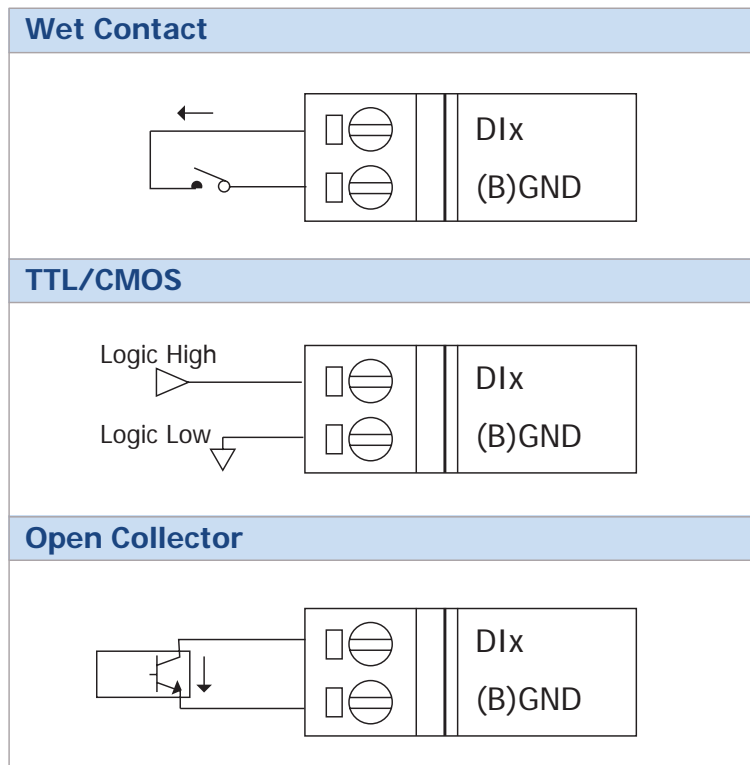 Wet Contact
DIx
(B)GND
TTL/CMOS
Logic High
DIx
Logic Low
(B)GND
Open Collector
DIx
(B)GND